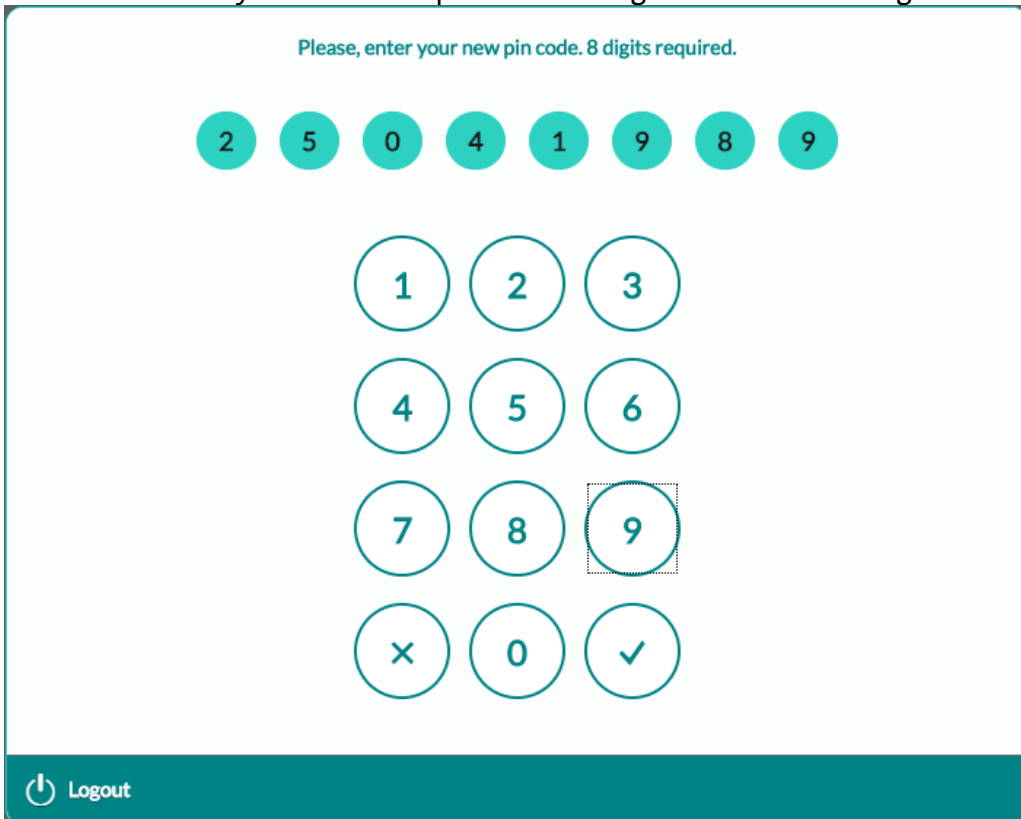 Please, enter your new pin code. 8 digits required.
2 5 0 4 1 9 8 9
1 2 3
4 5 6
7 8 9
× 0 ✓
Logout